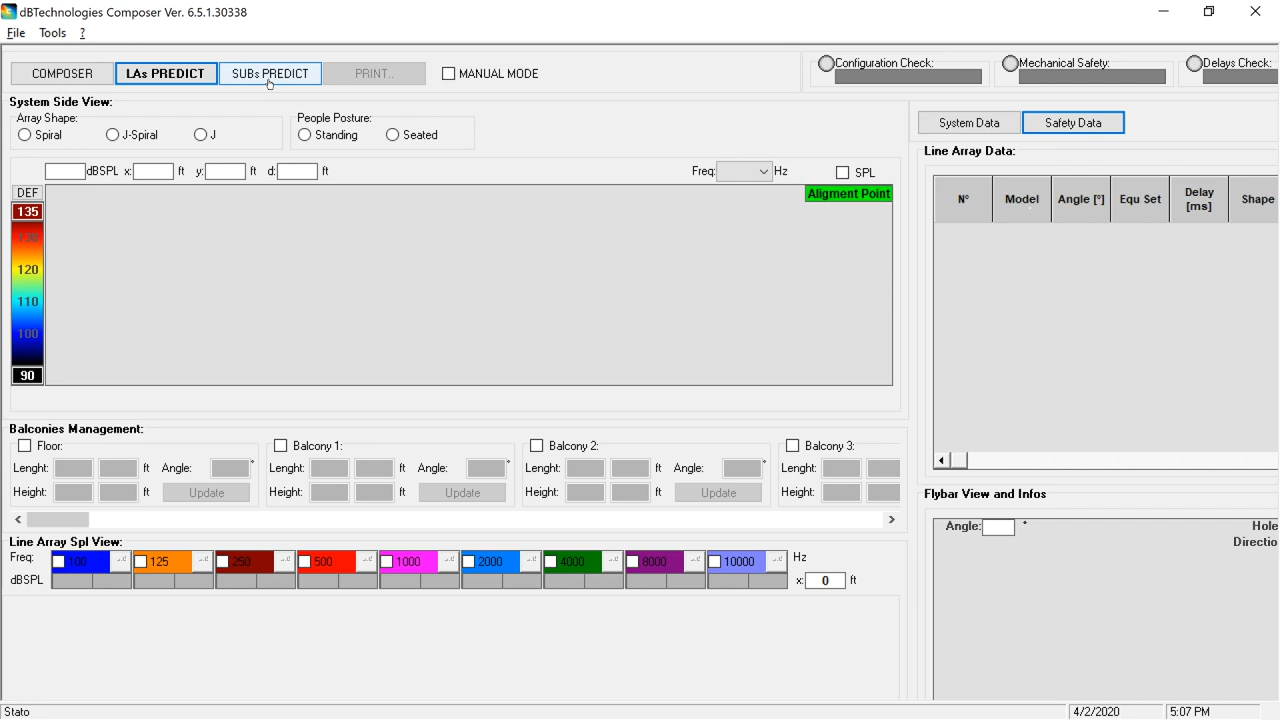 dBTechnologies Composer Ver. 6.5.1.30338
File Tools ?
COMPOSER LAs PREDICT SUBs PREDICT PRINT.. MANUAL MODE
Configuration Check: Mechanical Safety: Delays Check:
System Side View:
Array Shape: People Posture:
Spiral J-Spiral J Standing Seated
System Data Safety Data
Line Array Data:
dBSPL x: ft y: ft d: ft Freq: Hz SPL
DEF Aligment Point
135
130
120
110
100
90
N° Model Angle [°] Equ Set Delay [ms] Shape
Balconies Management:
Floor: Balcony 1: Balcony 2: Balcony 3:
Lenght: ft Angle: ° Lenght: ft Angle: ° Lenght: ft Angle: ° Lenght:
Height: ft Update Height: ft Update Height: ft Update Height:
Flybar View and Infos
Angle: ° Hole
Directio
Line Array Spl View:
Freq: 100 125 250 500 1000 2000 4000 8000 10000 Hz
dBSPL x: 0 ft
Stato 4/2/2020 5:07 PM